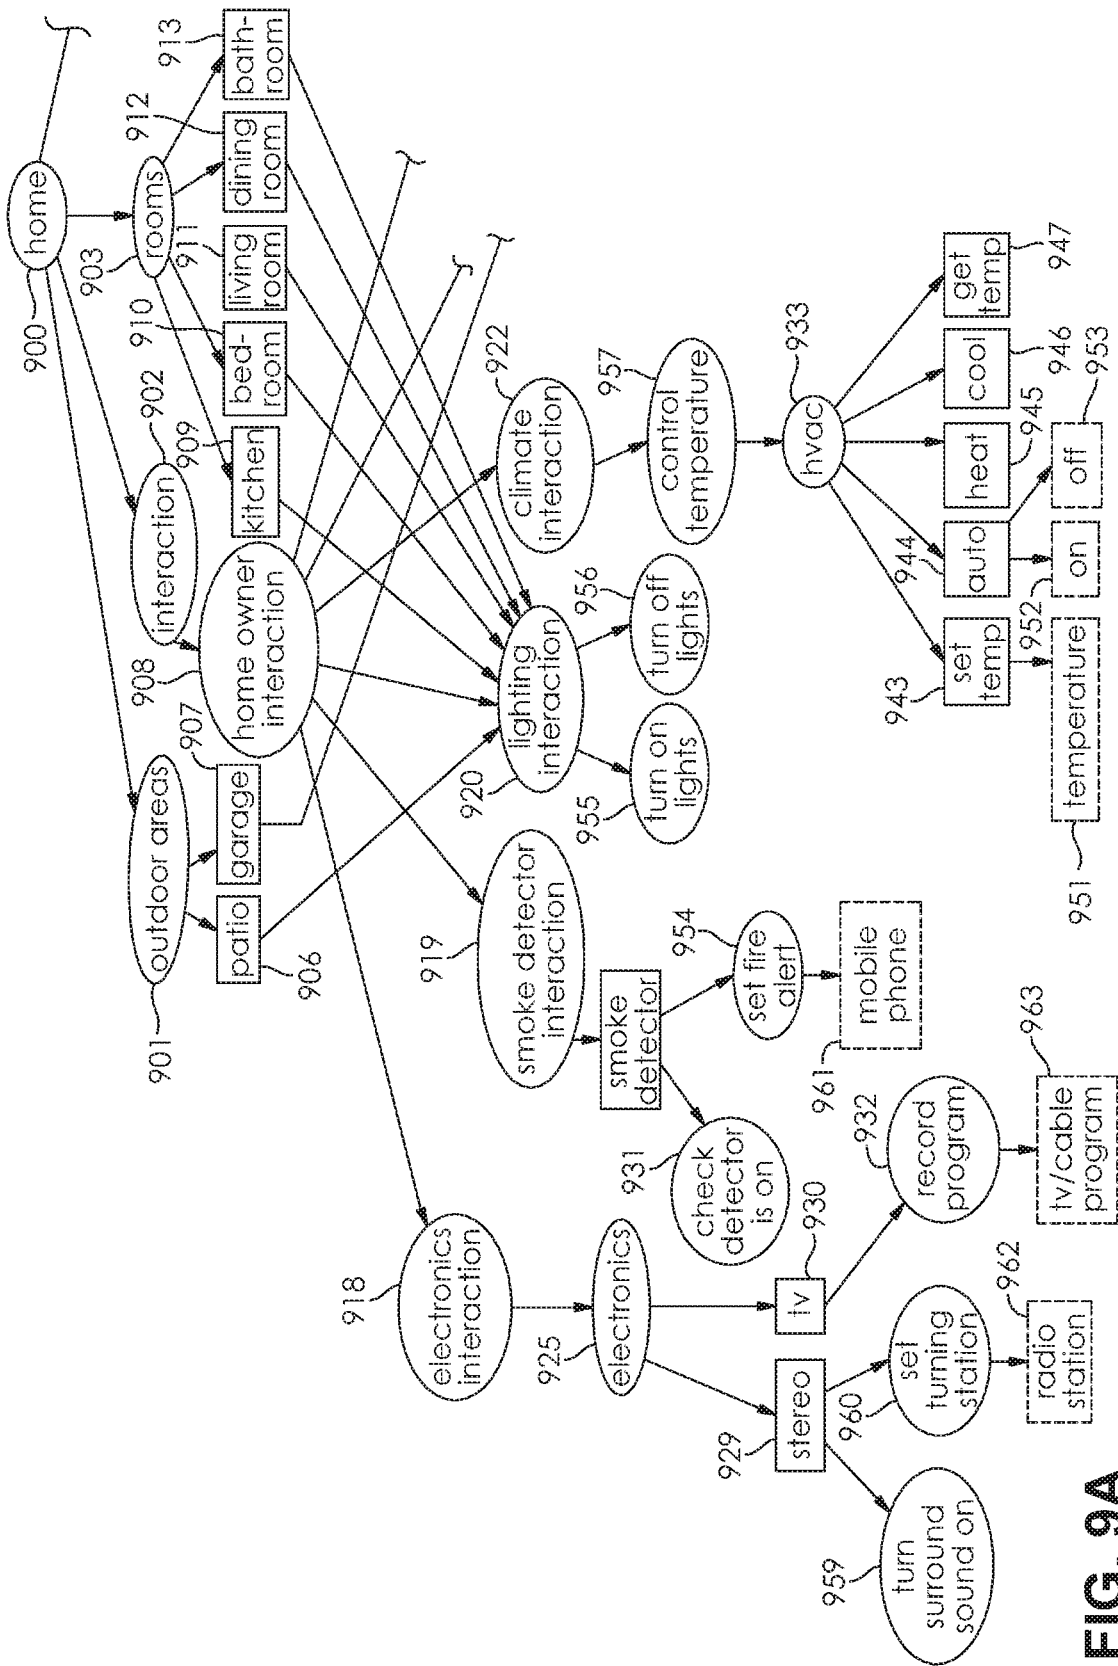 900
home
901
outdoor areas
902
interaction
903
rooms
906
patio
907
garage
908
home owner
interaction
909
kitchen
910
bed-
room
911
living
room
912
dining
room
913
bath-
room
918
electronics
interaction
919
smoke detector
interaction
920
lighting
interaction
922
climate
interaction
925
electronics
smoke
detector
955
turn on
lights
956
turn off
lights
957
control
temperature
929
stereo
930
tv
931
check
detector
is on
954
set fire
alert
933
hvac
959
turn
surround
sound on
960
set
turning
station
932
record
program
961
mobile
phone
943
set
temp
944
auto
945
heat
946
cool
947
get
temp
962
radio
station
963
tv/cable
program
951
temperature
952
on
953
off
FIG. 9A